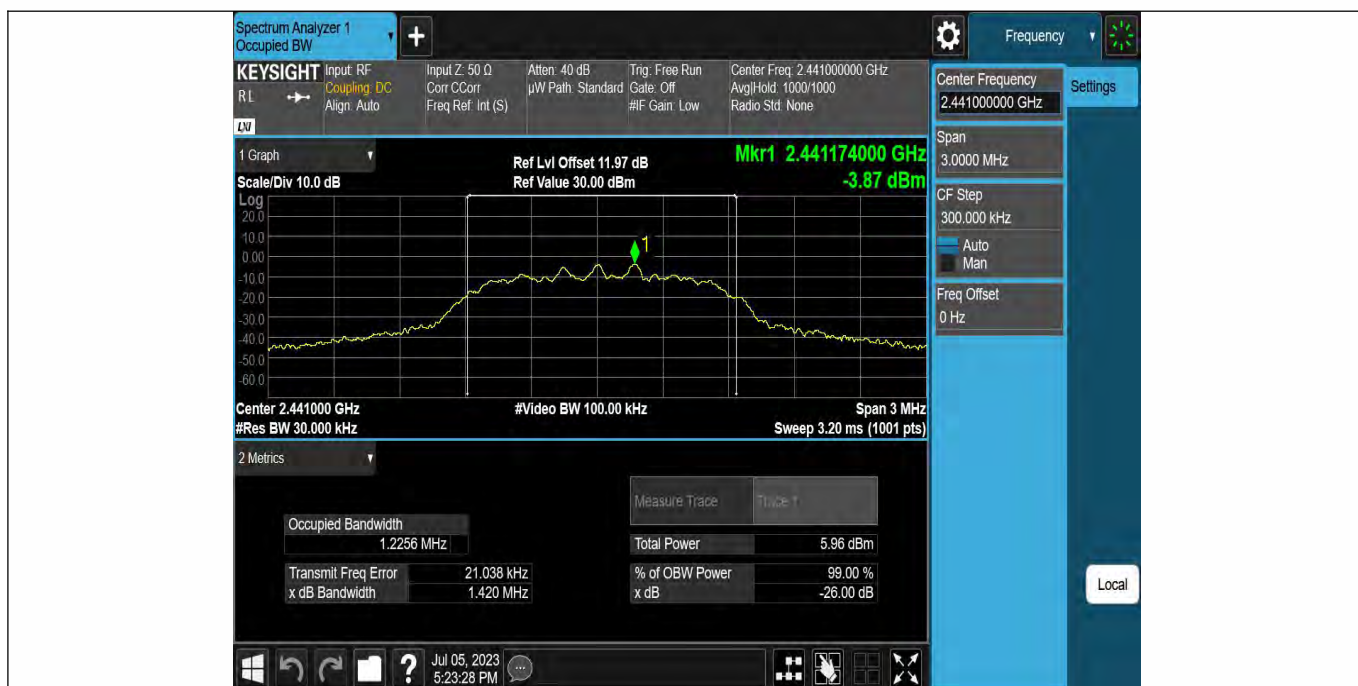 Spectrum Analyzer 1
Occupied BW
Frequency
KEYSIGHT
R L
LXI
Input: RF
Coupling: DC
Align: Auto
Input Z: 50 Ω
Corr CCorr
Freq Ref: Int (S)
Atten: 40 dB
µW Path: Standard
Trig: Free Run
Gate: Off
#IF Gain: Low
Center Freq: 2.441000000 GHz
Avg|Hold: 1000/1000
Radio Std: None
Center Frequency
2.441000000 GHz
Settings
Span
3.0000 MHz
CF Step
300.000 kHz
Auto
Man
Freq Offset
0 Hz
Local
1 Graph
Scale/Div 10.0 dB
Ref Lvl Offset 11.97 dB
Ref Value 30.00 dBm
Mkr1 2.441174000 GHz
-3.87 dBm
Log
20.0
10.0
0.00
-10.0
-20.0
-30.0
-40.0
-50.0
-60.0
1
Center 2.441000 GHz
#Res BW 30.000 kHz
#Video BW 100.00 kHz
Span 3 MHz
Sweep 3.20 ms (1001 pts)
2 Metrics
Measure Trace Trace 1
Occupied Bandwidth
1.2256 MHz
Total Power 5.96 dBm
Transmit Freq Error 21.038 kHz
% of OBW Power 99.00 %
x dB Bandwidth 1.420 MHz
x dB -26.00 dB
?
Jul 05, 2023
5:23:28 PM